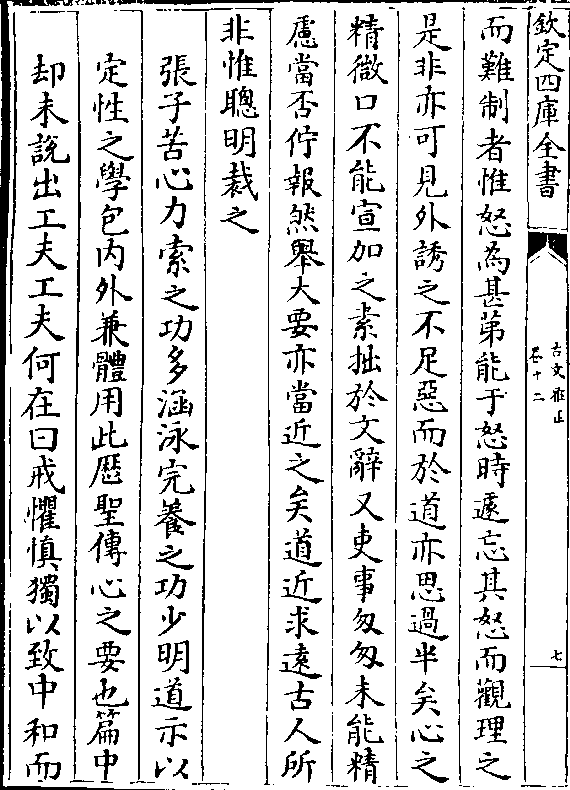 欽定四庫全書
古文雅正
卷十二
七
而難制者惟怒為甚第能于怒時遽忘其怒而觀理之
是非亦可見外誘之不足惡而於道亦思過半矣心之
精微口不能宣加之素拙於文辭又吏事匆匆未能精
慮當否佇報然舉大要亦當近之矣道近求遠古人所
非惟聰明裁之
張子苦心力索之功多涵泳完養之功少明道示以
定性之學包内外兼體用此歷聖傳心之要也篇中
却未說出工夫工夫何在曰戒懼慎獨以致中和而